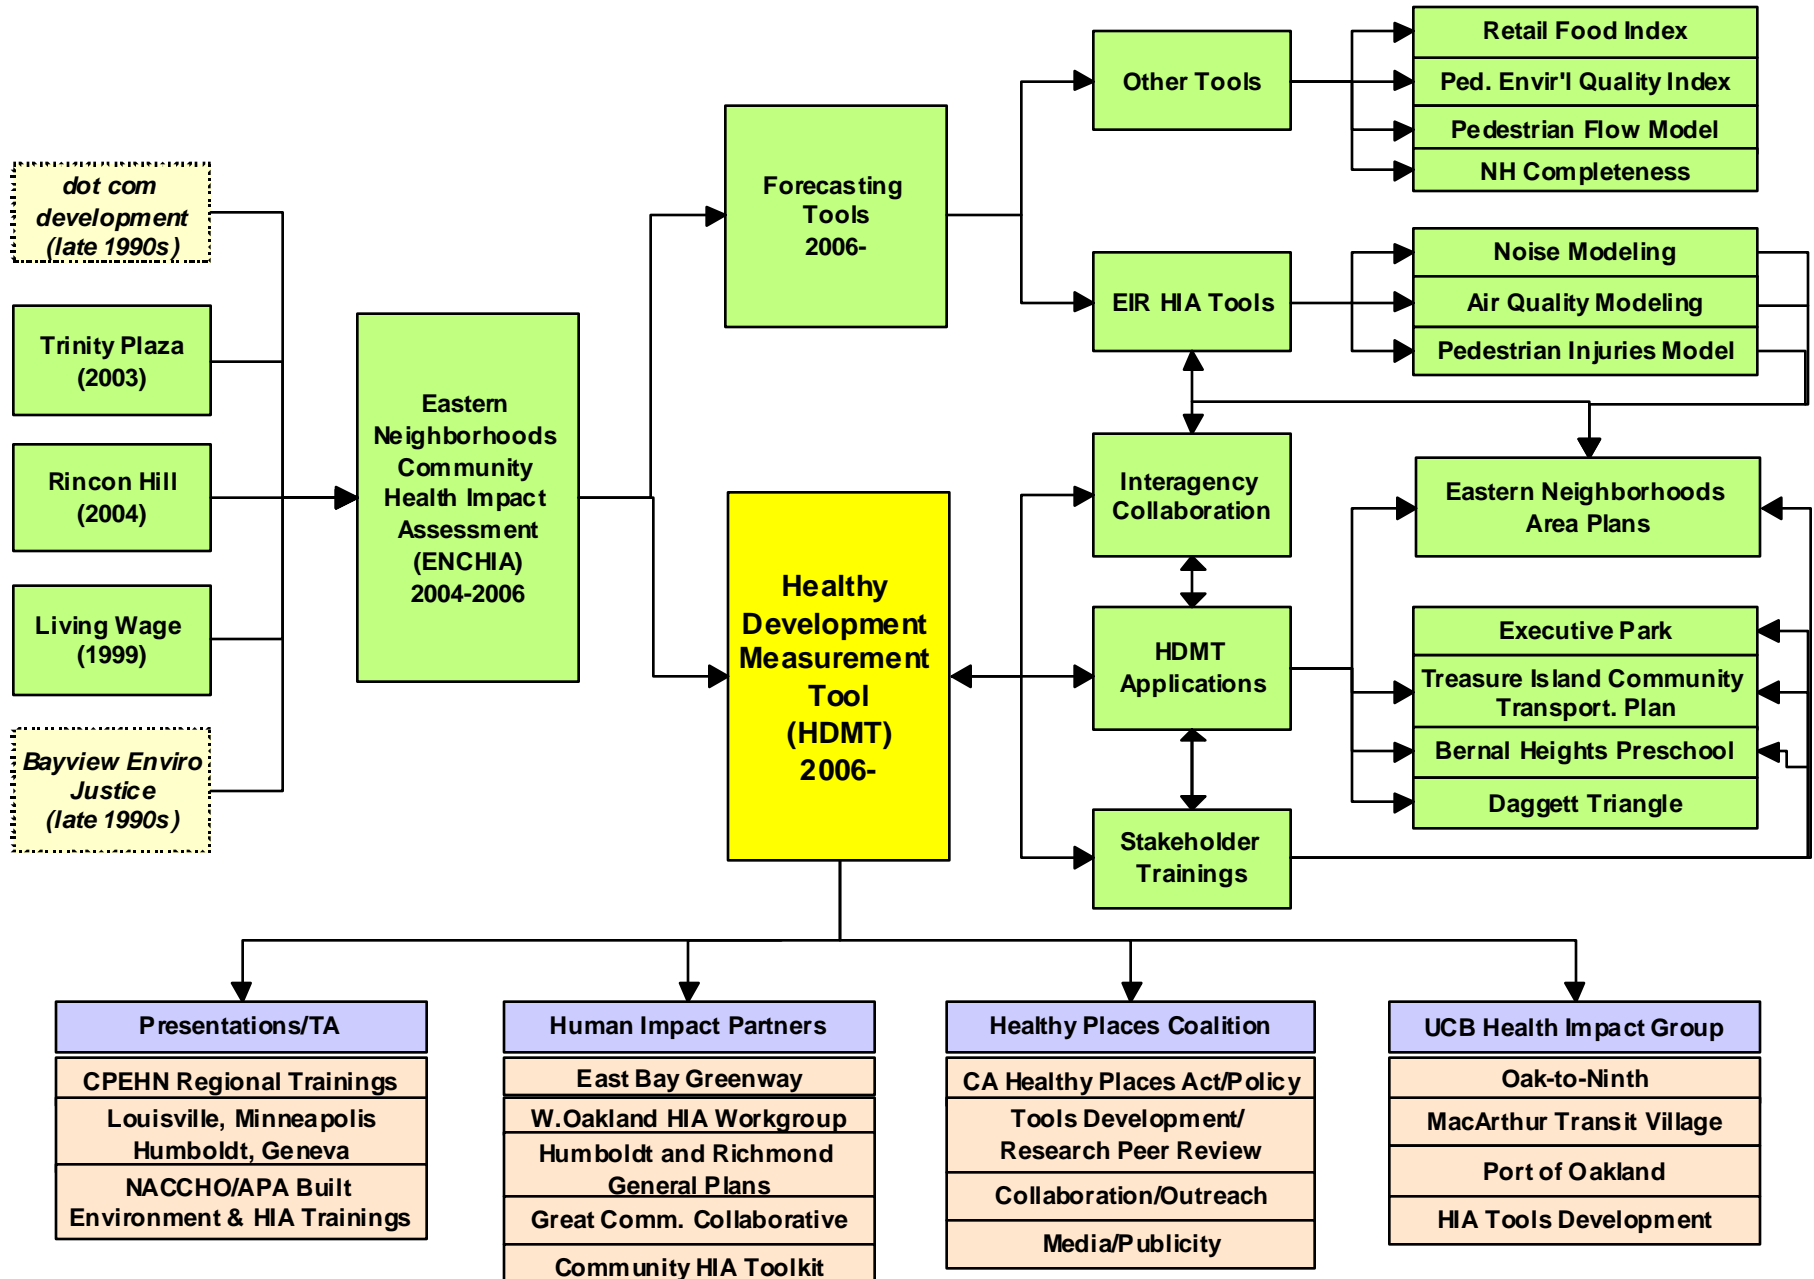 dot com
development
(late 1990s)
Trinity Plaza
(2003)
Rincon Hill
(2004)
Living Wage
(1999)
Bayview Enviro
Justice
(late 1990s)
Eastern
Neighborhoods
Community
Health Impact
Assessment
(ENCHIA)
2004-2006
Forecasting
Tools
2006-
Healthy
Development
Measurement
Tool
(HDMT)
2006-
Other Tools
EIR HIA Tools
Interagency
Collaboration
HDMT
Applications
Stakeholder
Trainings
Retail Food Index
Ped. Envir'l Quality Index
Pedestrian Flow Model
NH Completeness
Noise Modeling
Air Quality Modeling
Pedestrian Injuries Model
Eastern Neighborhoods
Area Plans
Executive Park
Treasure Island Community
Transport. Plan
Bernal Heights Preschool
Daggett Triangle
Presentations/TA
CPEHN Regional Trainings
Louisville, Minneapolis
Humboldt, Geneva
NACCHO/APA Built
Environment & HIA Trainings
Human Impact Partners
East Bay Greenway
W.Oakland HIA Workgroup
Humboldt and Richmond
General Plans
Great Comm. Collaborative
Community HIA Toolkit
Healthy Places Coalition
CA Healthy Places Act/Policy
Tools Development/
Research Peer Review
Collaboration/Outreach
Media/Publicity
UCB Health Impact Group
Oak-to-Ninth
MacArthur Transit Village
Port of Oakland
HIA Tools Development